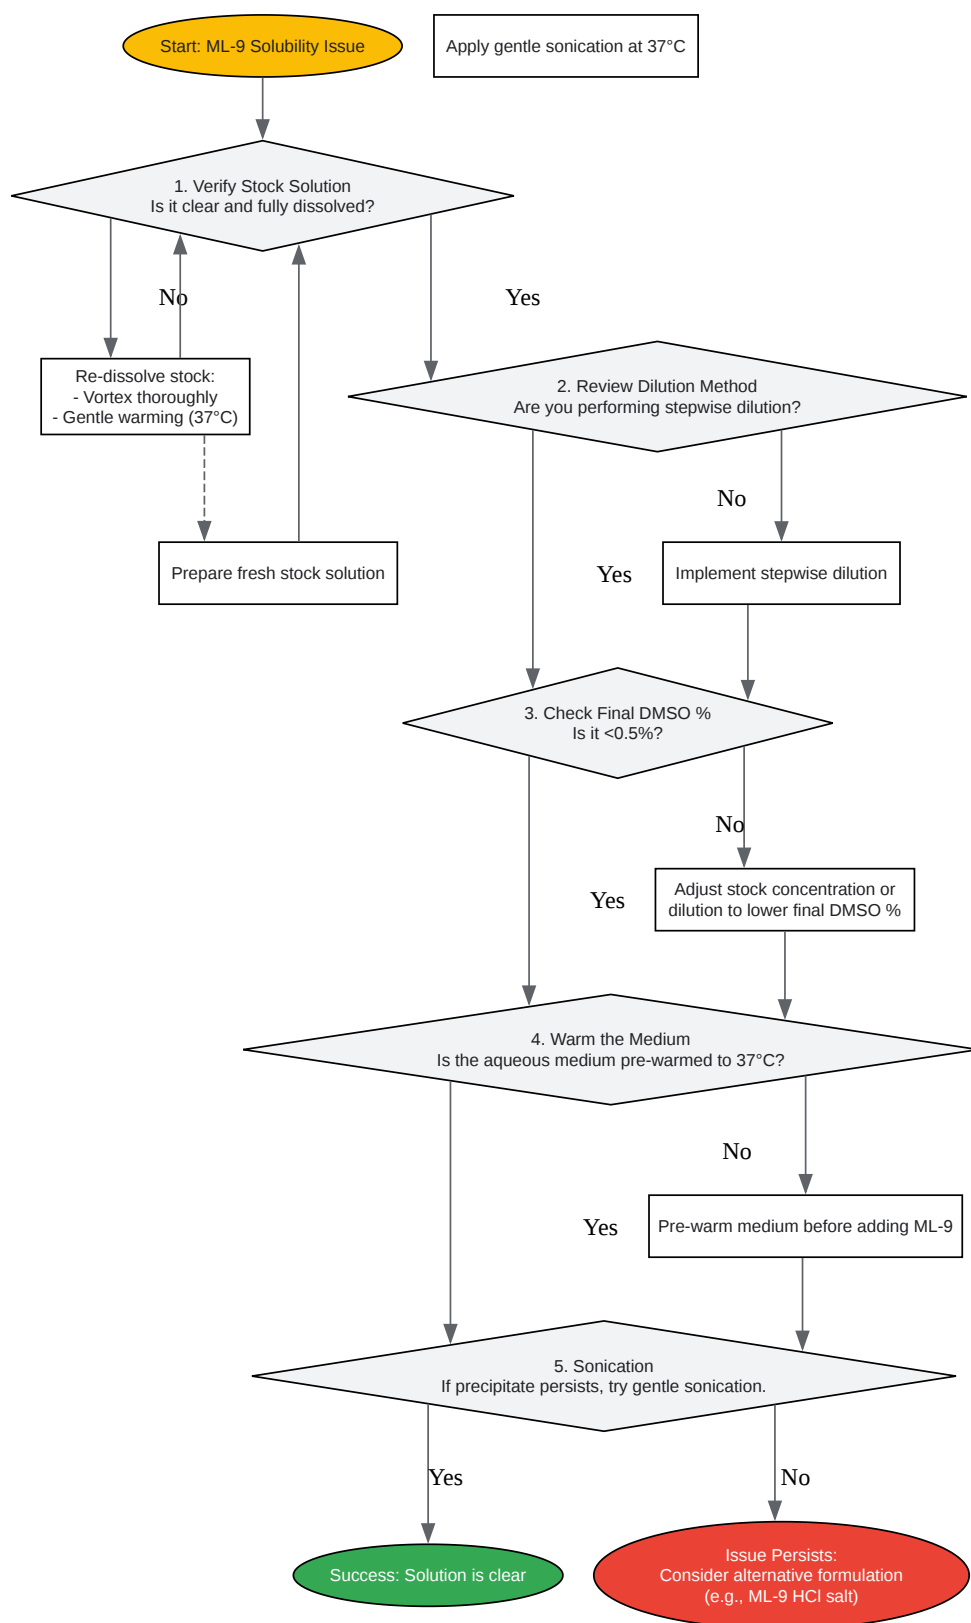 Start: ML-9 Solubility Issue
Apply gentle sonication at 37°C
1. Verify Stock Solution
Is it clear and fully dissolved?
No
Yes
Re-dissolve stock:
- Vortex thoroughly
- Gentle warming (37°C)
2. Review Dilution Method
Are you performing stepwise dilution?
No
Prepare fresh stock solution
Yes
Implement stepwise dilution
3. Check Final DMSO %
Is it <0.5%?
No
Yes
Adjust stock concentration or
dilution to lower final DMSO %
4. Warm the Medium
Is the aqueous medium pre-warmed to 37°C?
No
Yes
Pre-warm medium before adding ML-9
5. Sonication
If precipitate persists, try gentle sonication.
Yes
No
Success: Solution is clear
Issue Persists:
Consider alternative formulation
(e.g., ML-9 HCl salt)